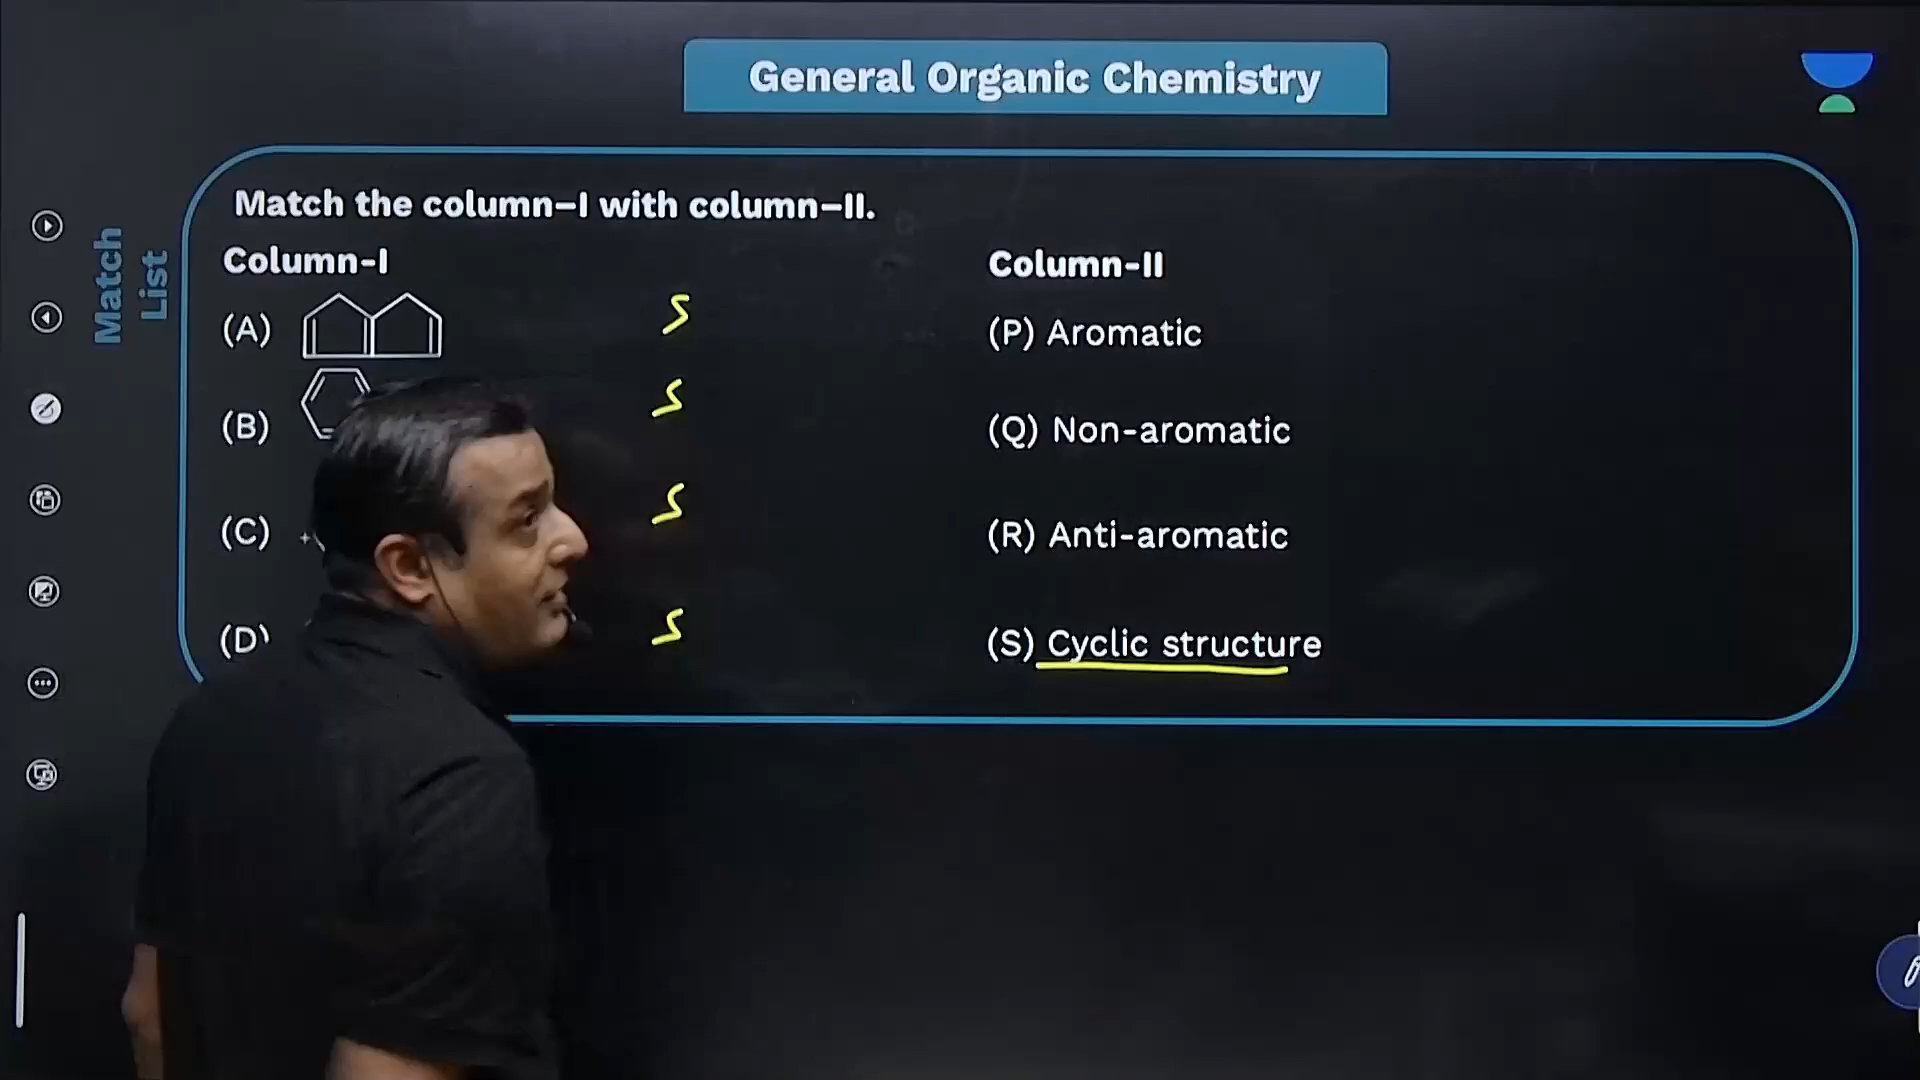 General Organic Chemistry
Match List
Match the column–I with column–II.
Column-I
Column-II
(A)
S
(P) Aromatic
(B)
S
(Q) Non-aromatic
(C)
+
S
(R) Anti-aromatic
(D)
S
(S) Cyclic structure